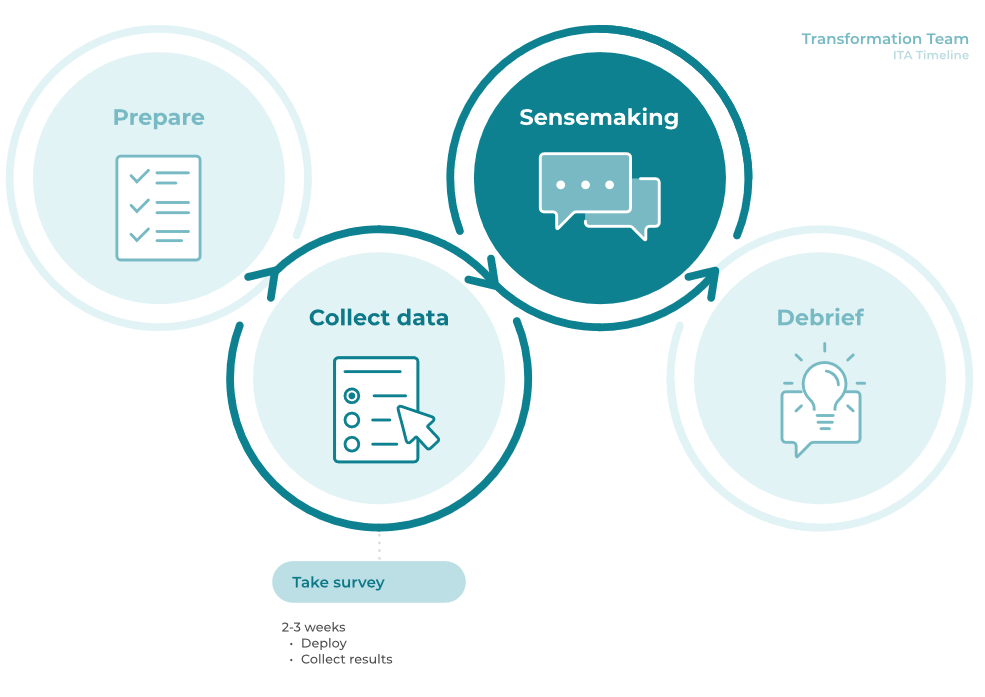 Transformation Team
ITA Timeline
Prepare
Sensemaking
Collect data
Debrief
Take survey
2-3 weeks
• Deploy
• Collect results